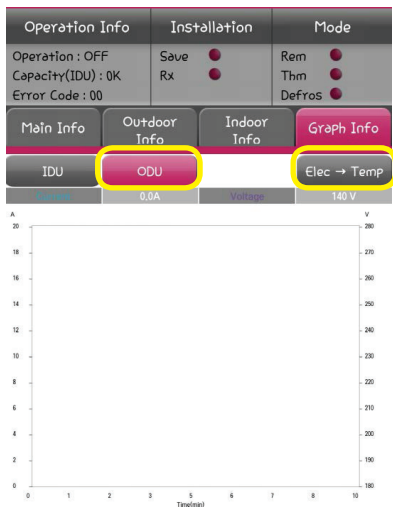 Operation Info
Installation
Mode
Operation : OFF
Capacity(IDU) : 0K
Error Code : 00
Save
Rx
Rem
Thm
Defros
Main Info
Outdoor
Info
Indoor
Info
Graph Info
IDU
ODU
Elec → Temp
Current
0,0A
Voltage
140 V
A
V
20
280
18
270
16
260
14
250
12
240
10
230
8
220
6
210
4
200
2
190
0
180
0 1 2 3 5 6 7 8 10
Time(min)